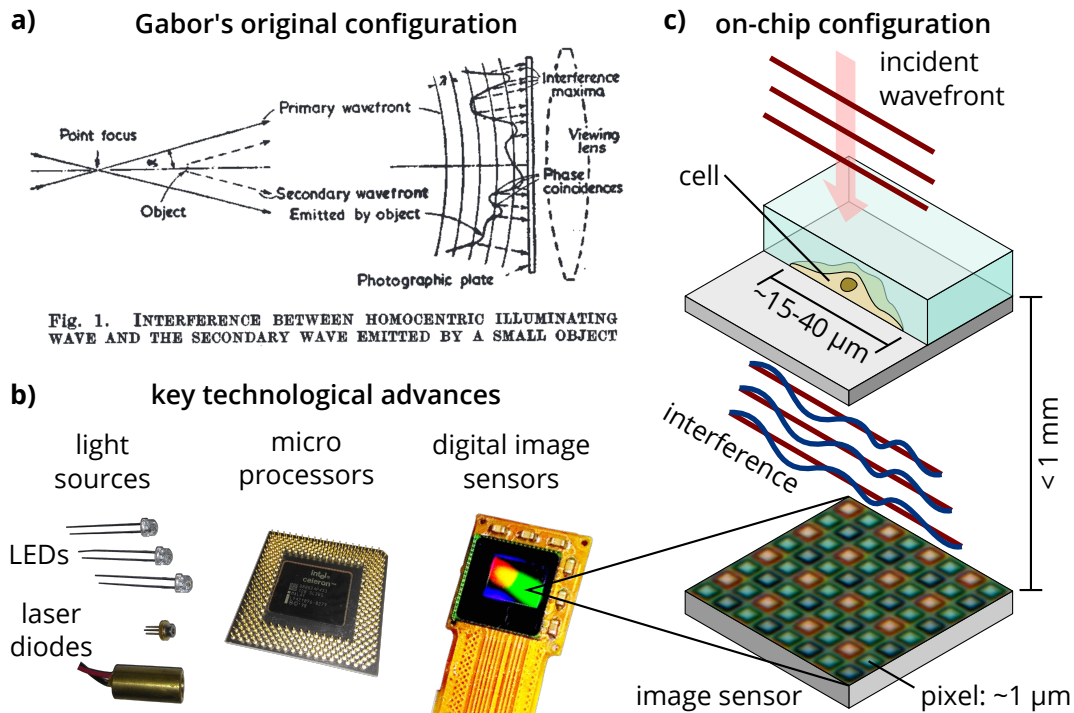 a)
Gabor's original configuration
Primary wavefront
Point focus
α
Object
Secondary wavefront
Emitted by object
λ
Interference
maxima
Viewing
lens
Phase
coincidences
Photographic plate
Fig. 1. INTERFERENCE BETWEEN HOMOCENTRIC ILLUMINATING
WAVE AND THE SECONDARY WAVE EMITTED BY A SMALL OBJECT
b)
key technological advances
light
sources
LEDs
laser
diodes
micro
processors
intel
celeron™
digital image
sensors
c)
on-chip configuration
incident
wavefront
cell
~15-40 µm
interference
< 1 mm
image sensor
pixel: ~1 µm